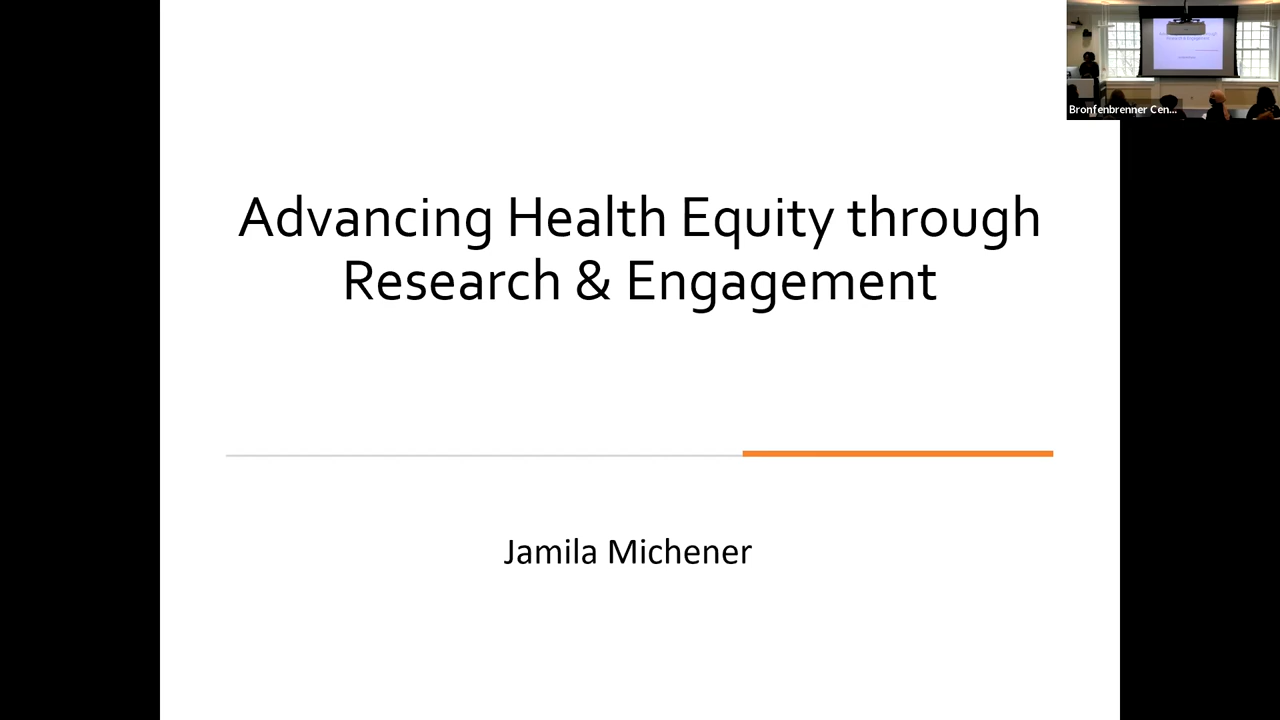 Advancing Health Equity through
Research & Engagement
Jamila Michener
Bronfenbrenner Cen...